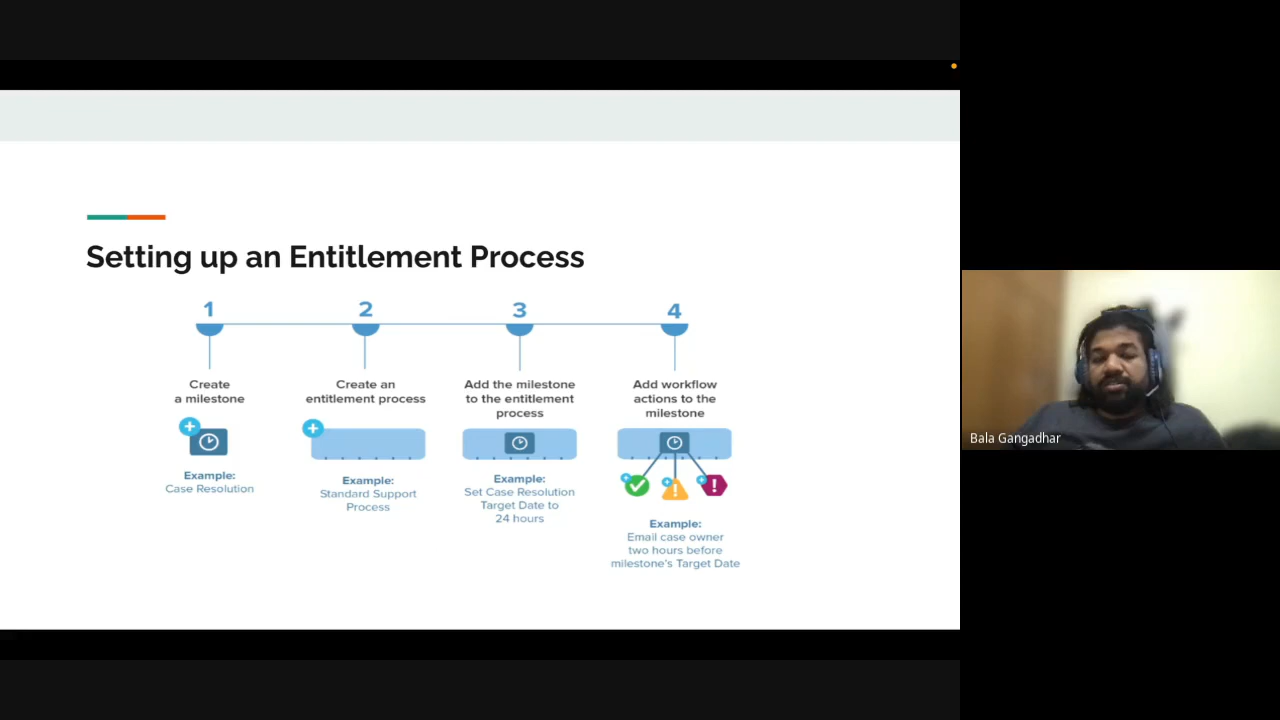 Setting up an Entitlement Process
1
2
3
4
Create
a milestone
Example:
Case Resolution
Create an
entitlement process
Example:
Standard Support
Process
Add the milestone
to the entitlement
process
Example:
Set Case Resolution
Target Date to
24 hours
Add workflow
actions to the
milestone
Example:
Email case owner
two hours before
milestone's Target Date
Bala Gangadhar